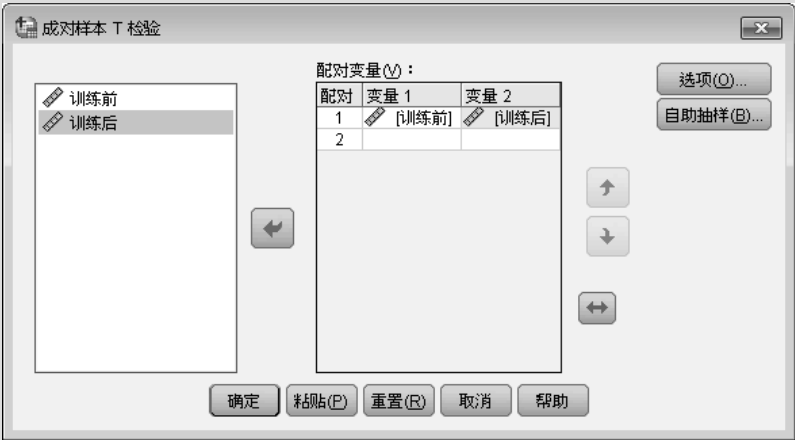 成对样本 T 检验
训练前
训练后
配对变量(V)：
配对 变量 1 变量 2
1 [训练前] [训练后]
2
选项(O)...
自助抽样(B)...
确定 粘贴(P) 重置(R) 取消 帮助